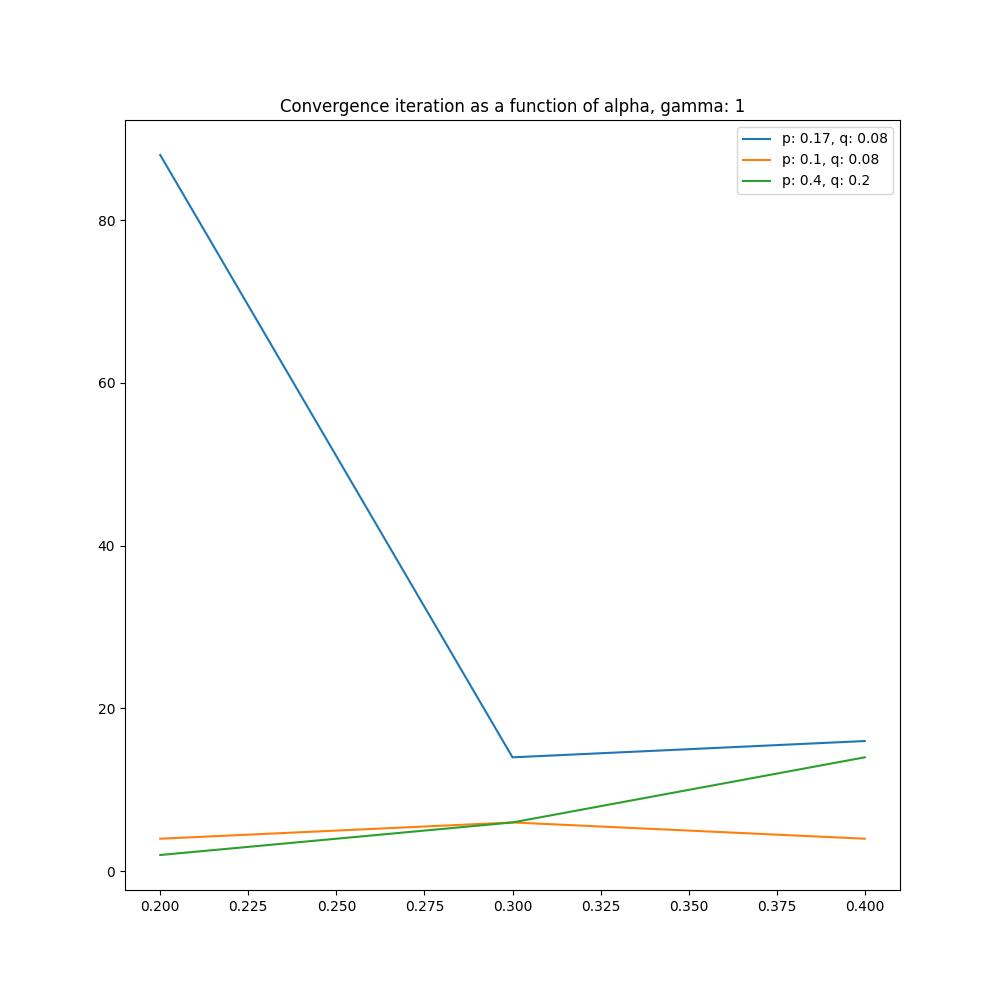 Convergence iteration as a function of alpha, gamma: 1
p: 0.17, q: 0.08
p: 0.1, q: 0.08
p: 0.4, q: 0.2
80
60
40
20
0
0.200 0.225 0.250 0.275 0.300 0.325 0.350 0.375 0.400